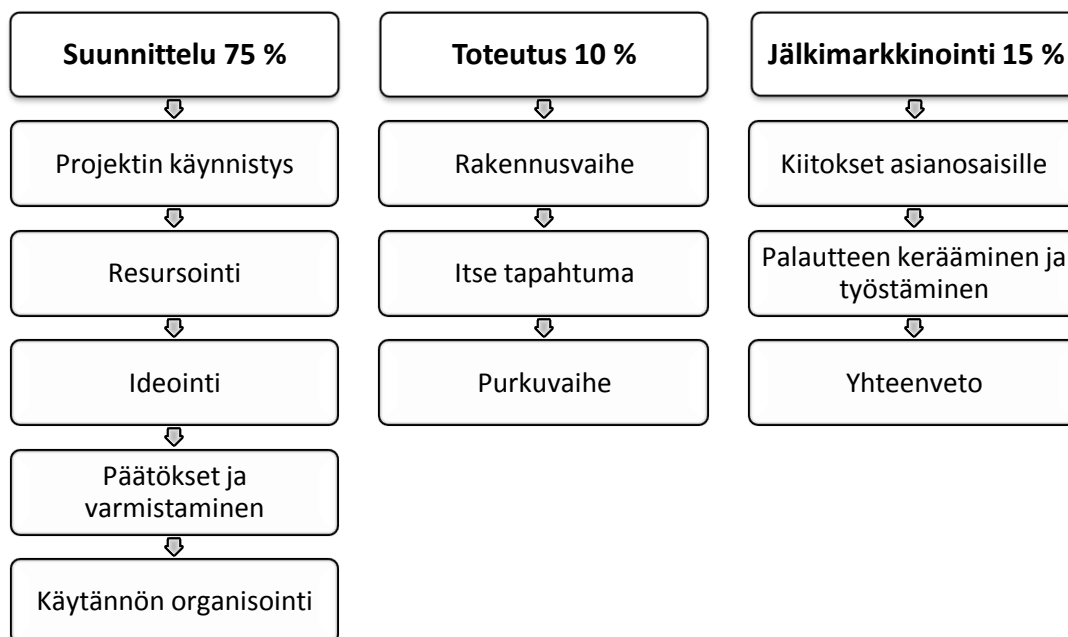 Suunnittelu 75 %
Projektin käynnistys
Resursointi
Ideointi
Päätökset ja
varmistaminen
Käytännön organisointi
Toteutus 10 %
Rakennusvaihe
Itse tapahtuma
Purkuvaihe
Jälkimarkkinointi 15 %
Kiitokset asianosaisille
Palautteen kerääminen ja
työstäminen
Yhteenveto